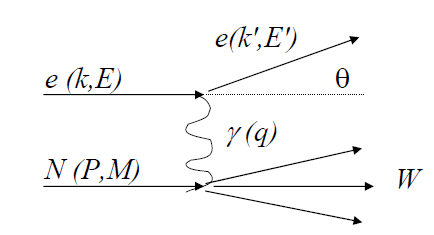 e(k',E')
e (k,E)
θ
γ(q)
N (P,M)
W